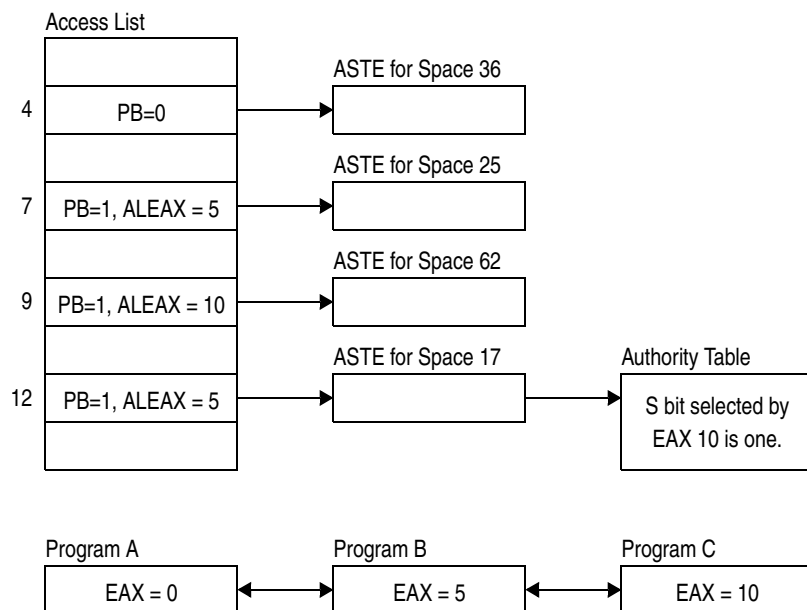 Access List
ASTE for Space 36
4
PB=0
ASTE for Space 25
7
PB=1, ALEAX = 5
ASTE for Space 62
9
PB=1, ALEAX = 10
ASTE for Space 17
Authority Table
12
PB=1, ALEAX = 5
S bit selected by
EAX 10 is one.
Program A
Program B
Program C
EAX = 0
EAX = 5
EAX = 10